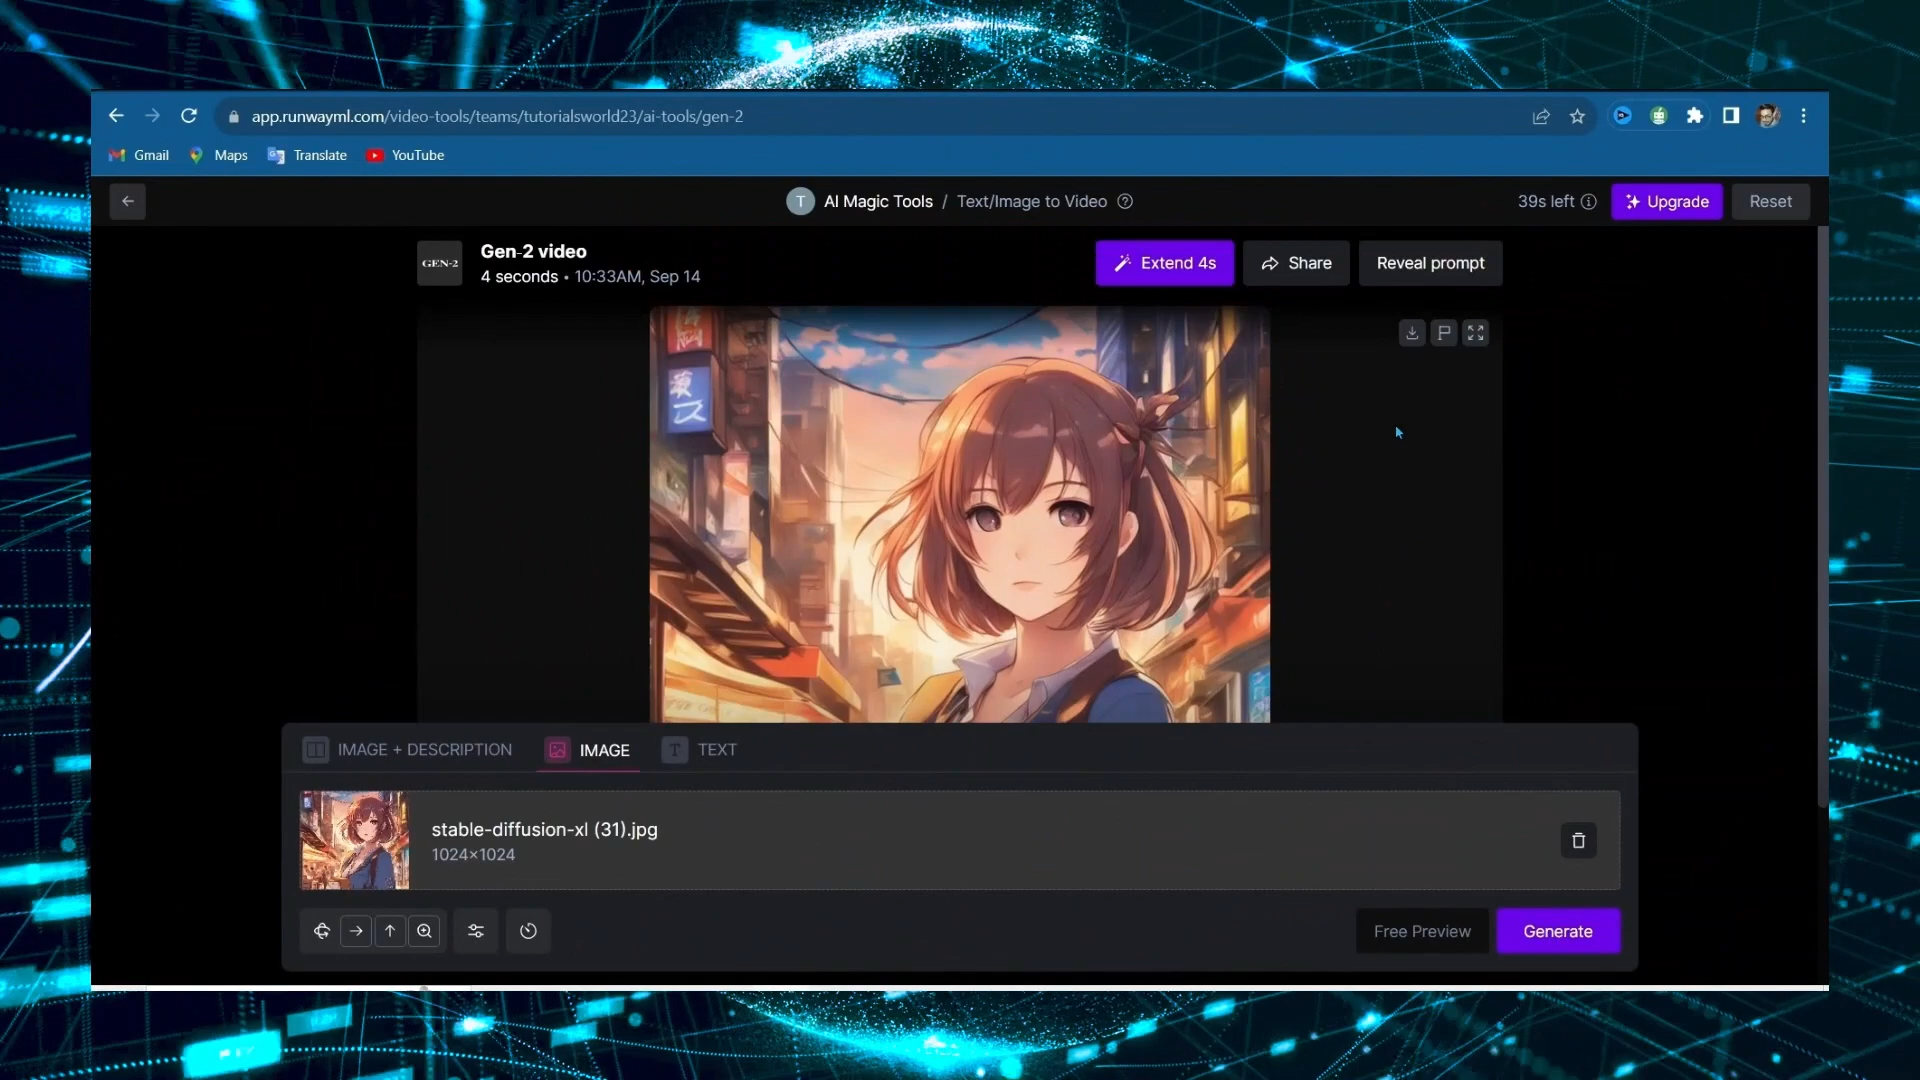 app.runwayml.com/video-tools/teams/tutorialsworld23/ai-tools/gen-2
Gmail Maps Translate YouTube
T AI Magic Tools / Text/Image to Video
39s left Upgrade Reset
GEN-2 Gen-2 video
4 seconds • 10:33AM, Sep 14
Extend 4s Share Reveal prompt
IMAGE + DESCRIPTION IMAGE T TEXT
stable-diffusion-xl (31).jpg
1024×1024
Free Preview Generate